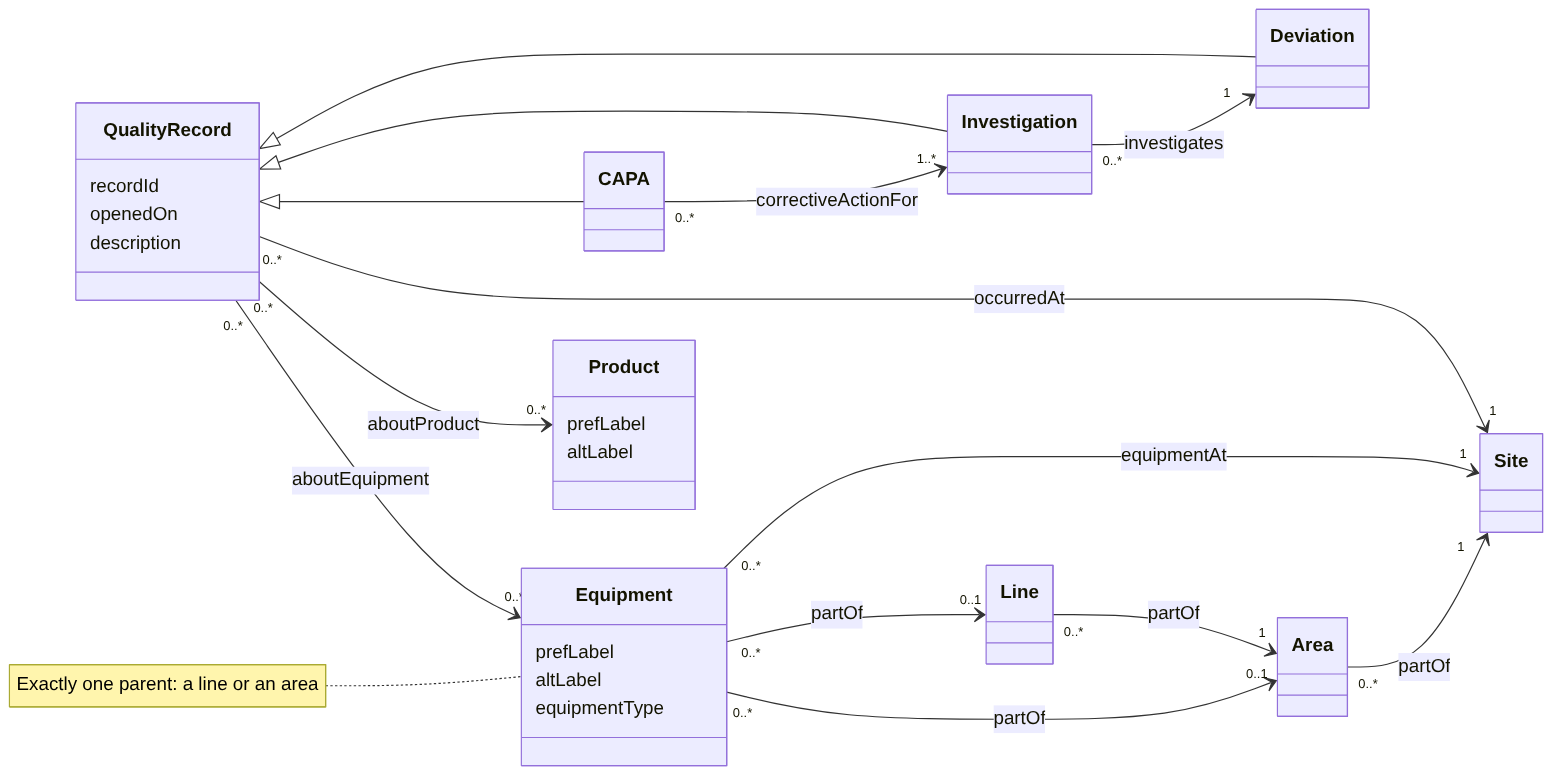 Deviation
QualityRecord
recordId
openedOn
description
Investigation
1
investigates
0..*
CAPA
1..*
correctiveActionFor
0..*
0..*
occurredAt
1
0..*
aboutProduct
0..*
Product
prefLabel
altLabel
0..*
aboutEquipment
0..*
equipmentAt
1
0..*
Site
Equipment
prefLabel
altLabel
equipmentType
partOf
0..1
0..*
Line
partOf
1
0..*
partOf
0..1
0..*
Area
partOf
1
0..*
Exactly one parent: a line or an area